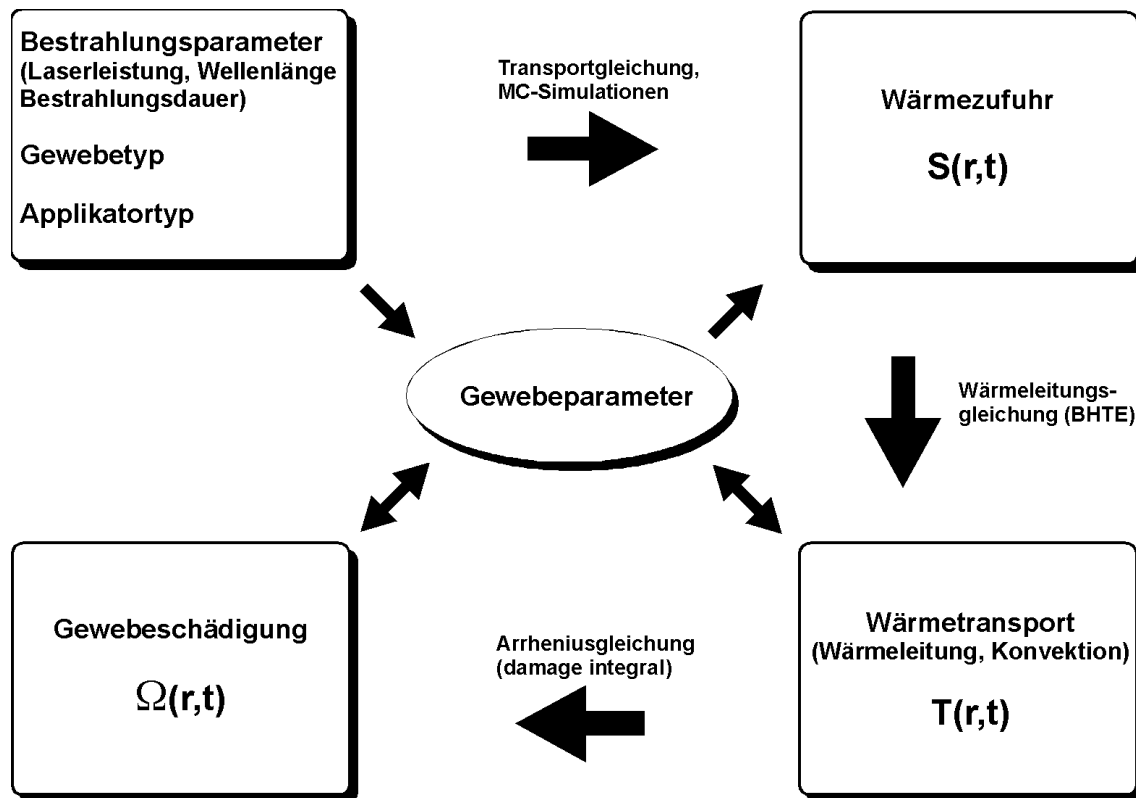 Bestrahlungsparameter
(Laserleistung, Wellenlänge
Bestrahlungsdauer)
Gewebetyp
Applikatortyp
Transportgleichung,
MC-Simulationen
Wärmezufuhr
S(r,t)
Gewebeparameter
Wärmeleitungs-
gleichung (BHTE)
Gewebeschädigung
Ω(r,t)
Arrheniusgleichung
(damage integral)
Wärmetransport
(Wärmeleitung, Konvektion)
T(r,t)